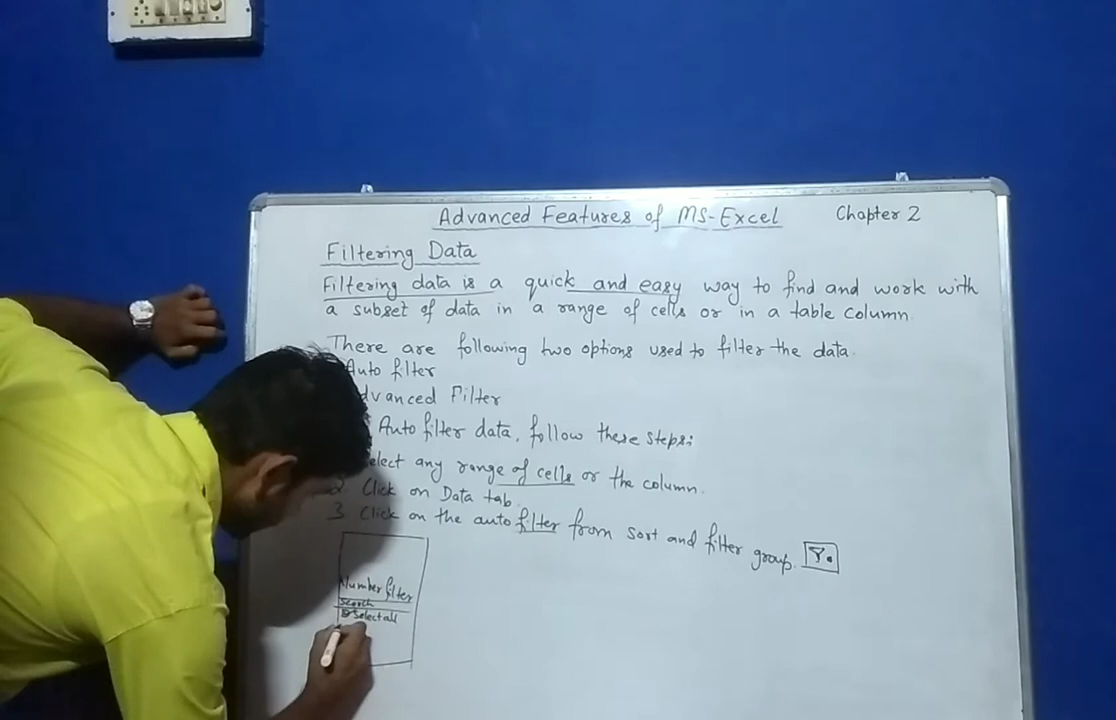 Advanced Features of MS-Excel Chapter 2
Filtering Data
Filtering data is a quick and easy way to find and work with
a subset of data in a range of cells or in a table column.
There are following two options used to filter the data.
Auto filter
dvanced Filter
Auto filter data, follow these steps:
elect any range of cells or the column.
2 Click on Data tab.
3 Click on the auto filter from sort and filter group.
Number filter
Search
Select all